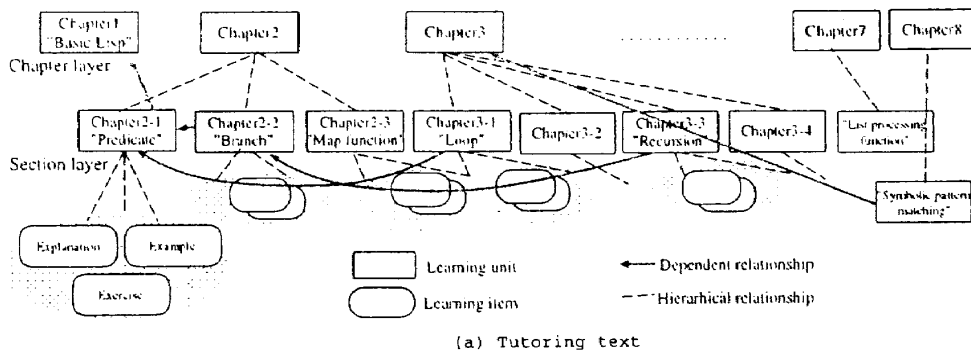 Chapter1
"Basic Lisp"
Chapter2
Chapter3
Chapter7
Chapter8
Chapter layer
Chapter2-1
"Predicate"
Chapter2-2
"Branch"
Chapter2-3
"Map function"
Chapter3-1
"Loop"
Chapter3-2
Chapter3-3
"Recursion"
Chapter3-4
"List processing
function"
Section layer
"Symbolic pattern
matching"
Explanation
Example
Exercise
Learning unit
Learning item
Dependent relationship
Hierarhical relationship
(a) Tutoring text